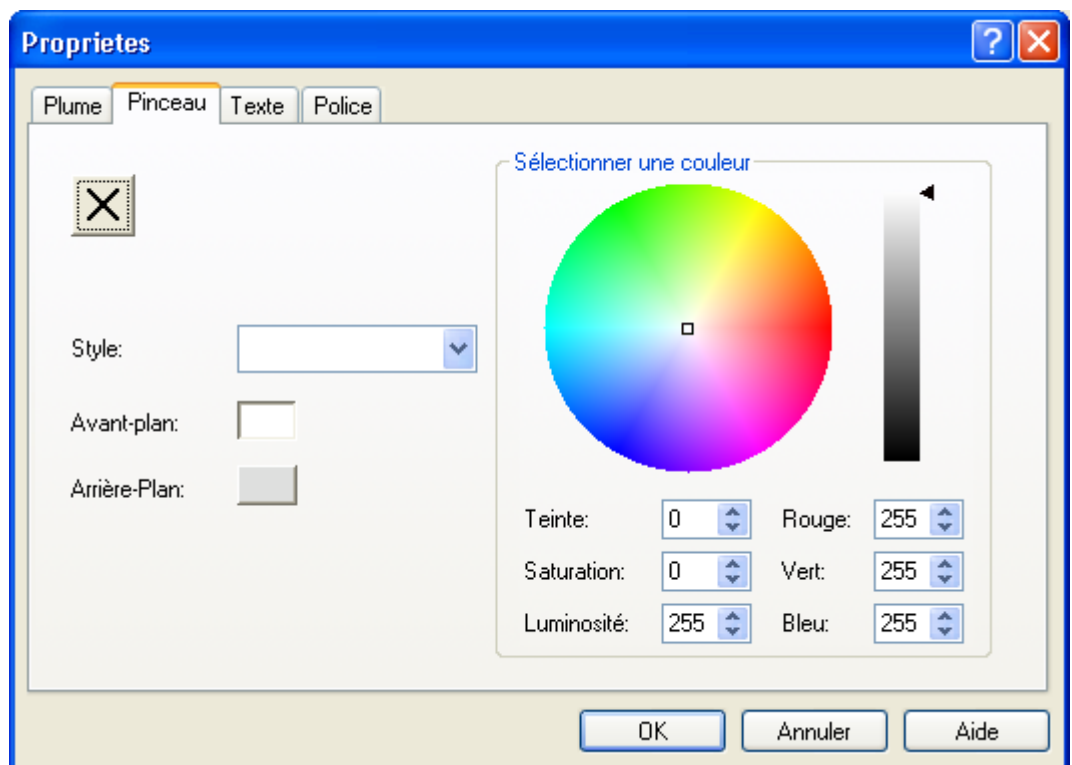 Proprietes
Plume Pinceau Texte Police
Sélectionner une couleur
Style:
Avant-plan:
Arrière-Plan:
Teinte: 0 Rouge: 255
Saturation: 0 Vert: 255
Luminosité: 255 Bleu: 255
OK Annuler Aide